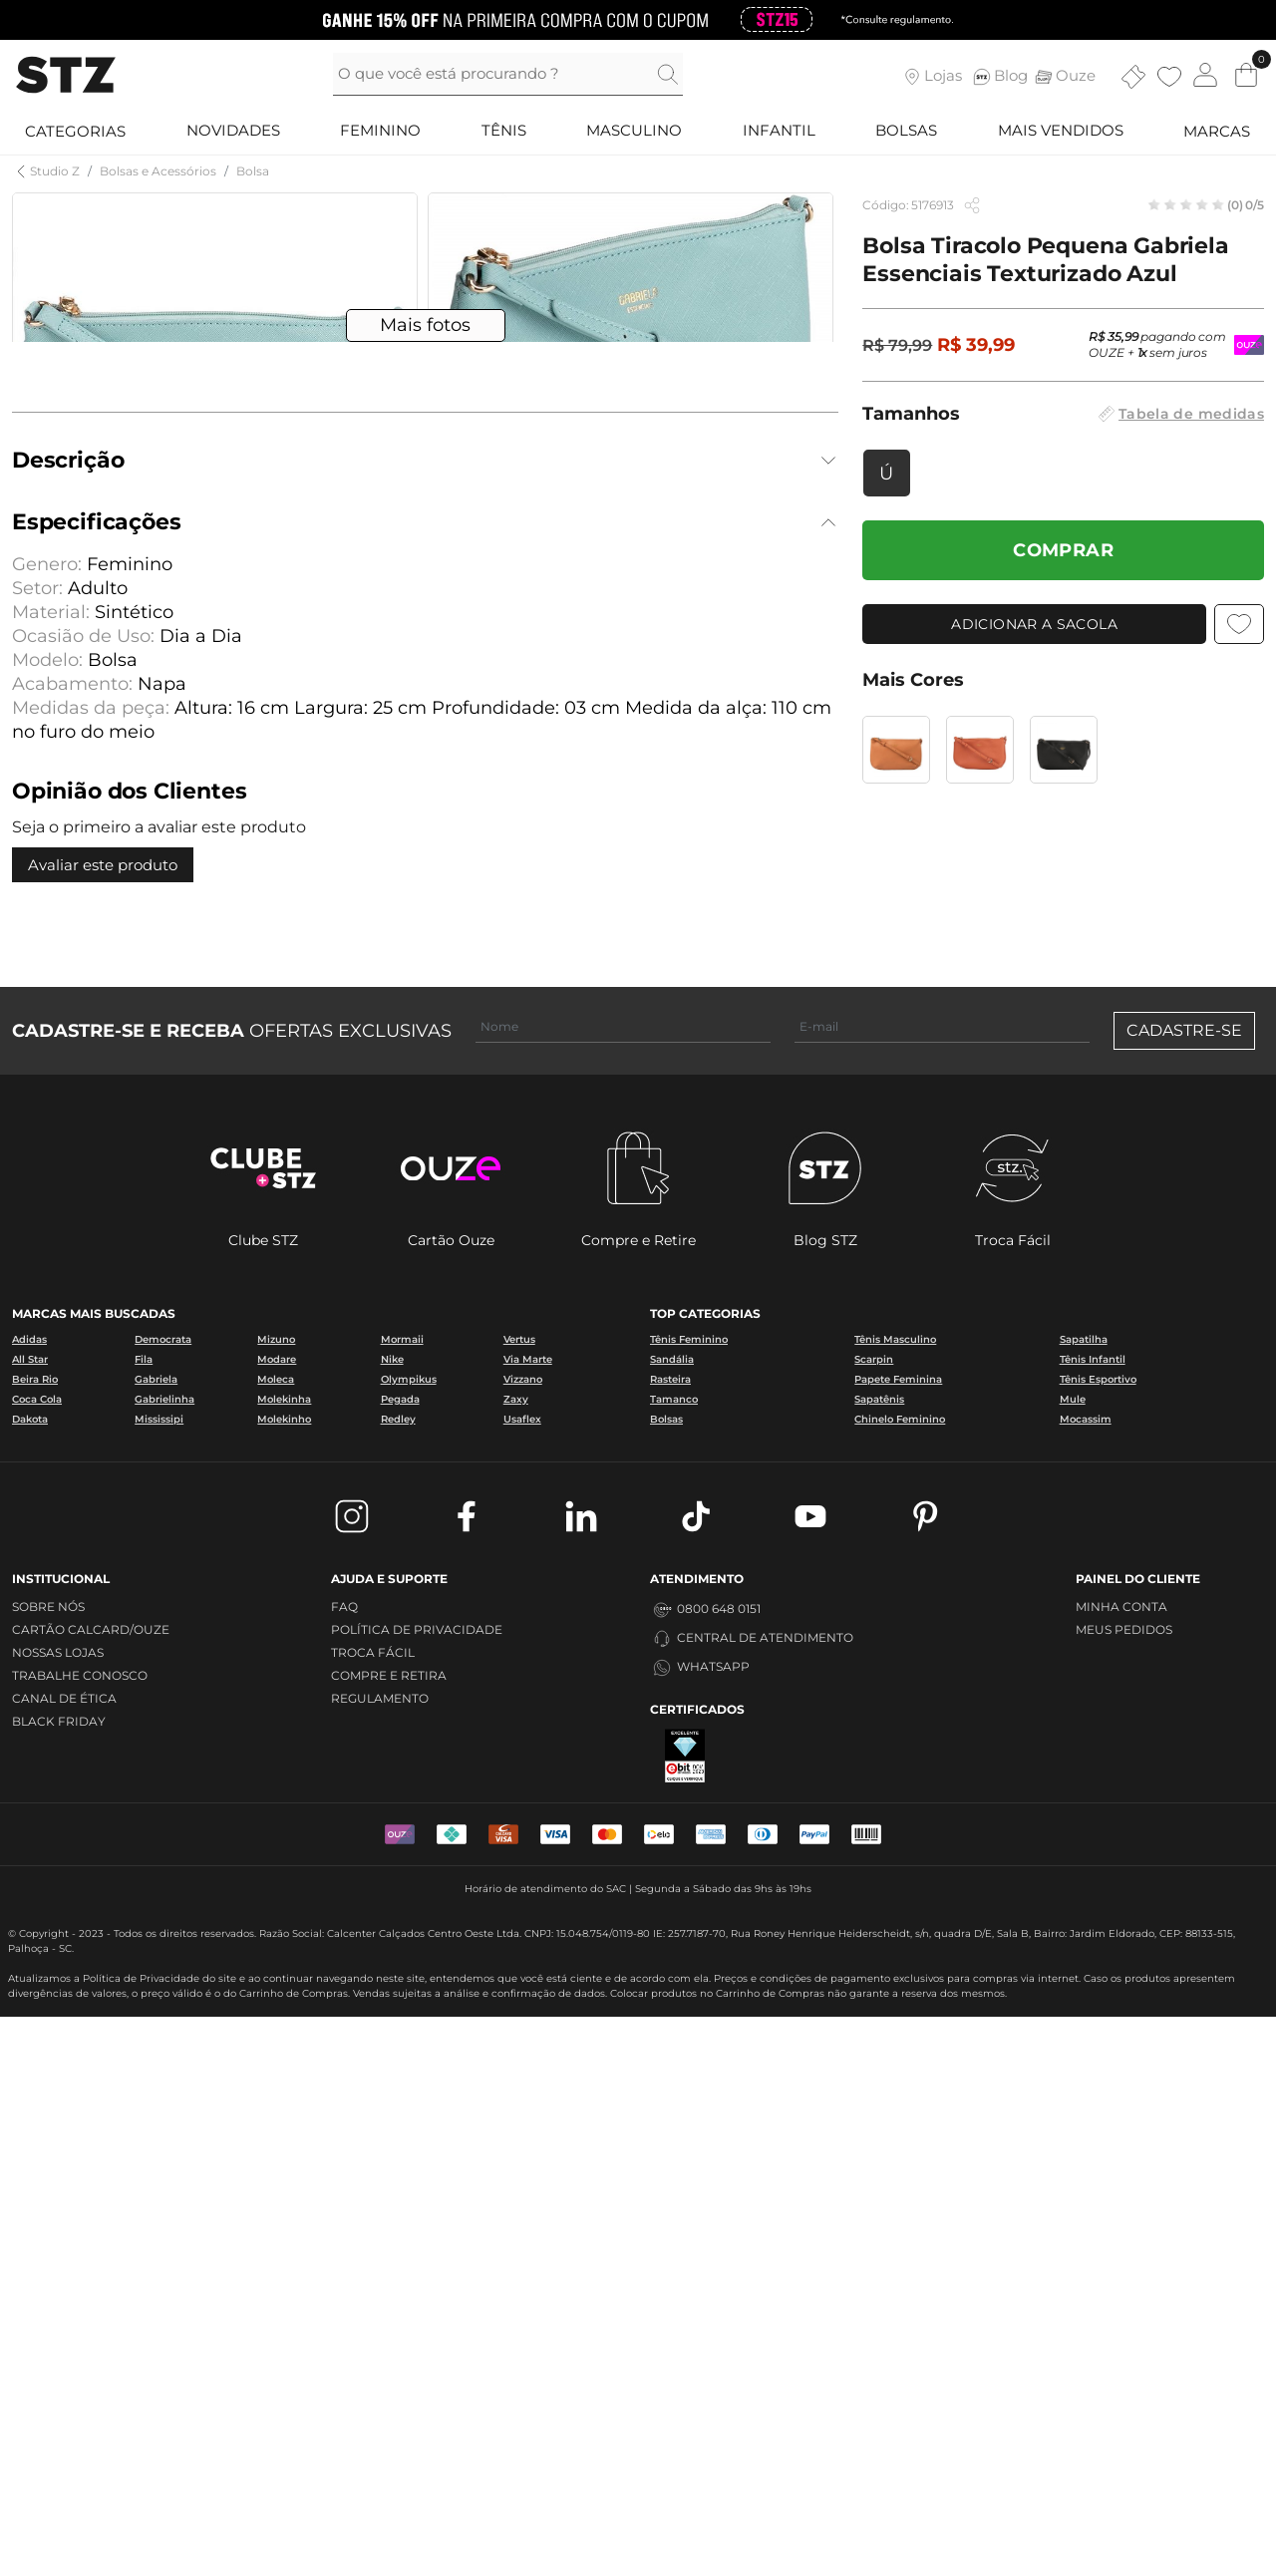 GANHE 15% OFF NA PRIMEIRA COMPRA COM O CUPOM STZ15 *Consulte regulamento.
STZ
O que você está procurando ?
Lojas STZ Blog Ouze
0
CATEGORIAS NOVIDADES FEMININO TÊNIS MASCULINO INFANTIL BOLSAS MAIS VENDIDOS MARCAS
Studio Z / Bolsas e Acessórios / Bolsa
GABRIELA
Mais fotos
Código: 5176913
(0) 0/5
Bolsa Tiracolo Pequena Gabriela
Essenciais Texturizado Azul
R$ 79,99 R$ 39,99
R$ 35,99 pagando com
OUZE + 1x sem juros
OUZ
Tamanhos
Tabela de medidas
Ú
COMPRAR
ADICIONAR A SACOLA
Mais Cores
Descrição
Especificações
Genero: Feminino
Setor: Adulto
Material: Sintético
Ocasião de Uso: Dia a Dia
Modelo: Bolsa
Acabamento: Napa
Medidas da peça: Altura: 16 cm Largura: 25 cm Profundidade: 03 cm Medida da alça: 110 cm
no furo do meio
Opinião dos Clientes
Seja o primeiro a avaliar este produto
Avaliar este produto
CADASTRE-SE E RECEBA OFERTAS EXCLUSIVAS
Nome
E-mail
CADASTRE-SE
CLUBE
+STZ
ouze
STZ
stz.
Clube STZ Cartão Ouze Compre e Retire Blog STZ Troca Fácil
MARCAS MAIS BUSCADAS
Adidas Democrata Mizuno Mormaii Vertus
All Star Fila Modare Nike Via Marte
Beira Rio Gabriela Moleca Olympikus Vizzano
Coca Cola Gabrielinha Molekinha Pegada Zaxy
Dakota Mississipi Molekinho Redley Usaflex
TOP CATEGORIAS
Tênis Feminino Tênis Masculino Sapatilha
Sandália Scarpin Tênis Infantil
Rasteira Papete Feminina Tênis Esportivo
Tamanco Sapatênis Mule
Bolsas Chinelo Feminino Mocassim
INSTITUCIONAL
SOBRE NÓS
CARTÃO CALCARD/OUZE
NOSSAS LOJAS
TRABALHE CONOSCO
CANAL DE ÉTICA
BLACK FRIDAY
AJUDA E SUPORTE
FAQ
POLÍTICA DE PRIVACIDADE
TROCA FÁCIL
COMPRE E RETIRA
REGULAMENTO
ATENDIMENTO
0800 648 0151
CENTRAL DE ATENDIMENTO
WHATSAPP
CERTIFICADOS
EXCELENTE
ebit
CLIQUE E VERIFIQUE
PAINEL DO CLIENTE
MINHA CONTA
MEUS PEDIDOS
OUZ VISA VISA elo PayPal
Horário de atendimento do SAC | Segunda a Sábado das 9hs às 19hs
© Copyright - 2023 - Todos os direitos reservados. Razão Social: Calcenter Calçados Centro Oeste Ltda. CNPJ: 15.048.754/0119-80 IE: 257.7187-70, Rua Roney Henrique Heiderscheidt, s/n, quadra D/E, Sala B, Bairro: Jardim Eldorado, CEP: 88133-515,
Palhoça - SC.
Atualizamos a Política de Privacidade do site e ao continuar navegando neste site, entendemos que você está ciente e de acordo com ela. Preços e condições de pagamento exclusivos para compras via internet. Caso os produtos apresentem
divergências de valores, o preço válido é o do Carrinho de Compras. Vendas sujeitas a análise e confirmação de dados. Colocar produtos no Carrinho de Compras não garante a reserva dos mesmos.